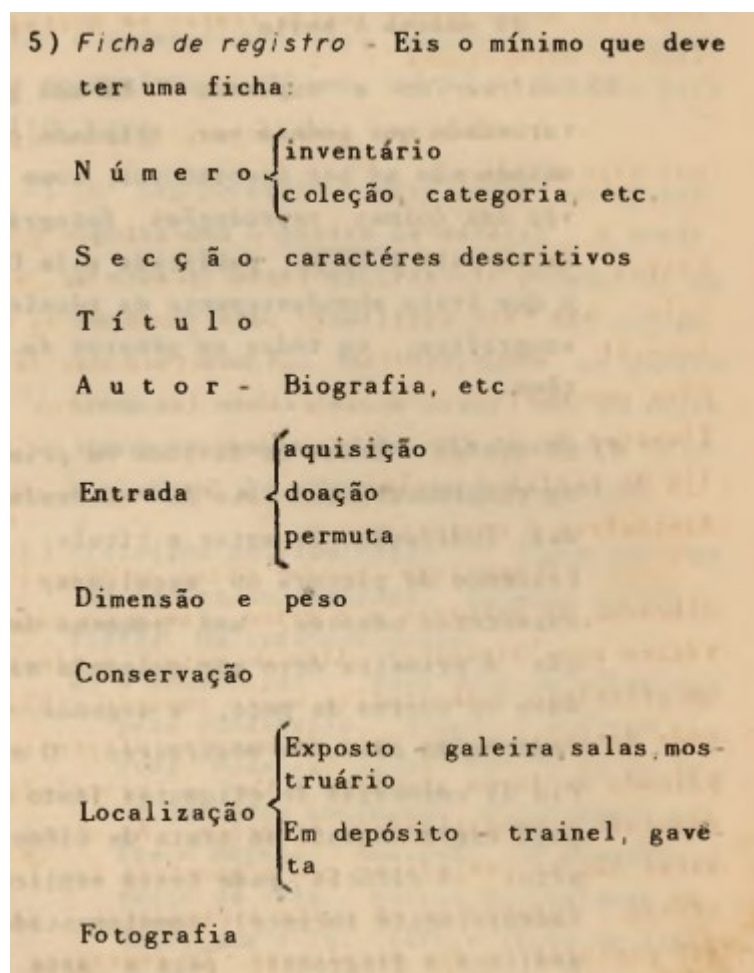 5) Ficha de registro - Eis o mínimo que deve
ter uma ficha:
Número
inventário
coleção, categoria, etc.
Secção caractéres descritivos
Título
Autor - Biografia, etc.
Entrada
aquisição
doação
permuta
Dimensão e peso
Conservação
Localização
Exposto - galeira, salas, mos-
truário
Em depósito - trainel, gave-
ta
Fotografia